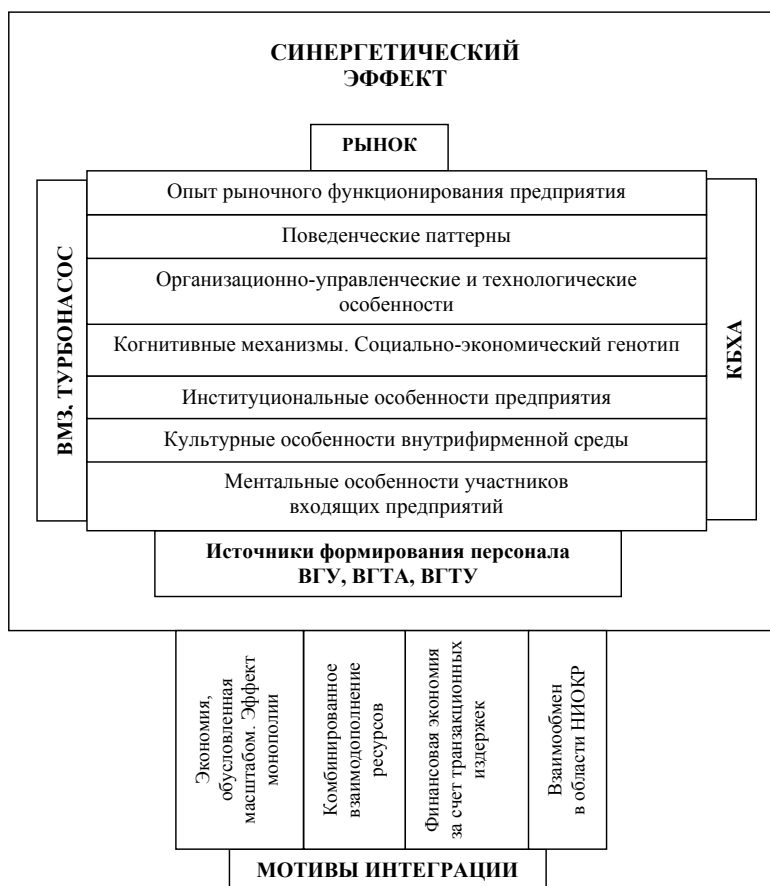 СИНЕРГЕТИЧЕСКИЙ
ЭФФЕКТ
РЫНОК
ВМЗ. ТУРБОНАСОС
Опыт рыночного функционирования предприятия
Поведенческие паттерны
Организационно-управленческие и технологические
особенности
Когнитивные механизмы. Социально-экономический генотип
Институциональные особенности предприятия
Культурные особенности внутрифирменной среды
Ментальные особенности участников
входящих предприятий
КБХА
Источники формирования персонала
ВГУ, ВГТА, ВГТУ
Экономия,
обусловленная
масштабом. Эффект
монополии
Комбинированное
взаимодополнение
ресурсов
Финансовая экономия
за счет транзакционных
издержек
Взаимообмен
в области НИОКР
МОТИВЫ ИНТЕГРАЦИИ